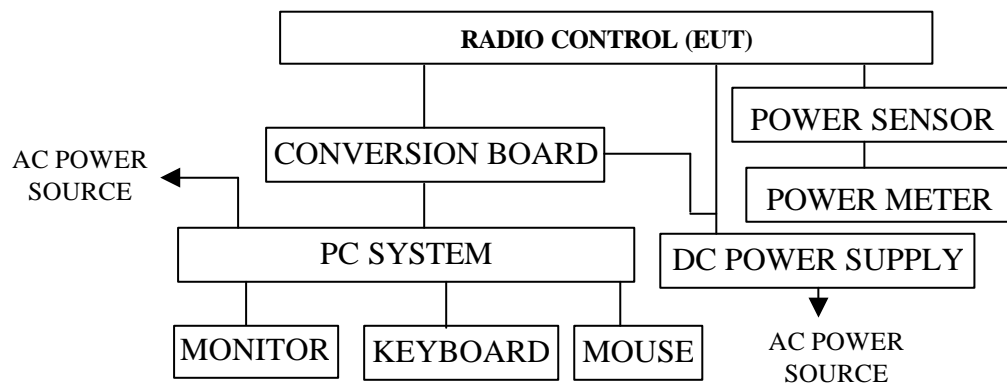 RADIO CONTROL (EUT)
POWER SENSOR
CONVERSION BOARD
AC POWER
SOURCE
POWER METER
PC SYSTEM
DC POWER SUPPLY
MONITOR
KEYBOARD
MOUSE
AC POWER
SOURCE